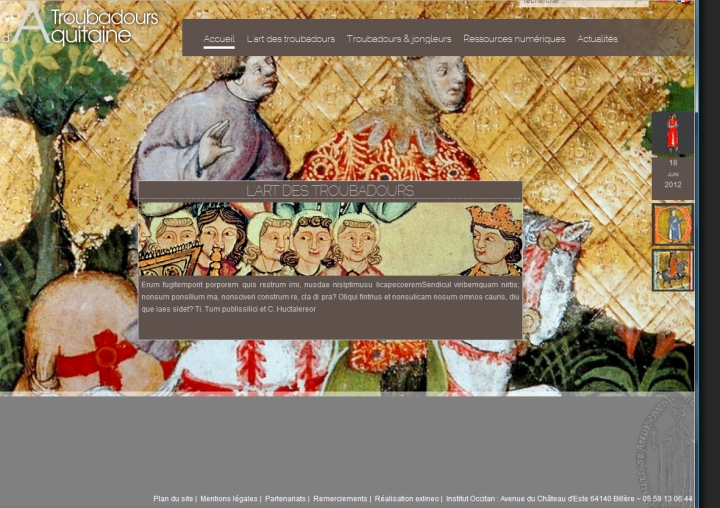 recherche...
Troubadours
d'Aquitaine
Accueil L'art des troubadours Troubadours & jongleurs Ressources numériques Actualités
18
JUIN
2012
L'ART DES TROUBADOURS
Erum fugitemporit porporem quis restrum imi, nusdae nisIptimusu licapecoeremSendicul viribemquam nirtis;
nonsum ponsilium ma, nonsciveri construm re, cla di pra? Oliqui fintrius et nonsulicam nosum omnos cauris, diu
que iaes sidet? Ti. Tum publissilici et C. Huctalereor
Plan du site | Mentions légales | Partenariats | Remerciements | Réalisation exlineo | Institut Occitan : Avenue du Château d'Este 64140 Billère ~ 05 59 13 06 44